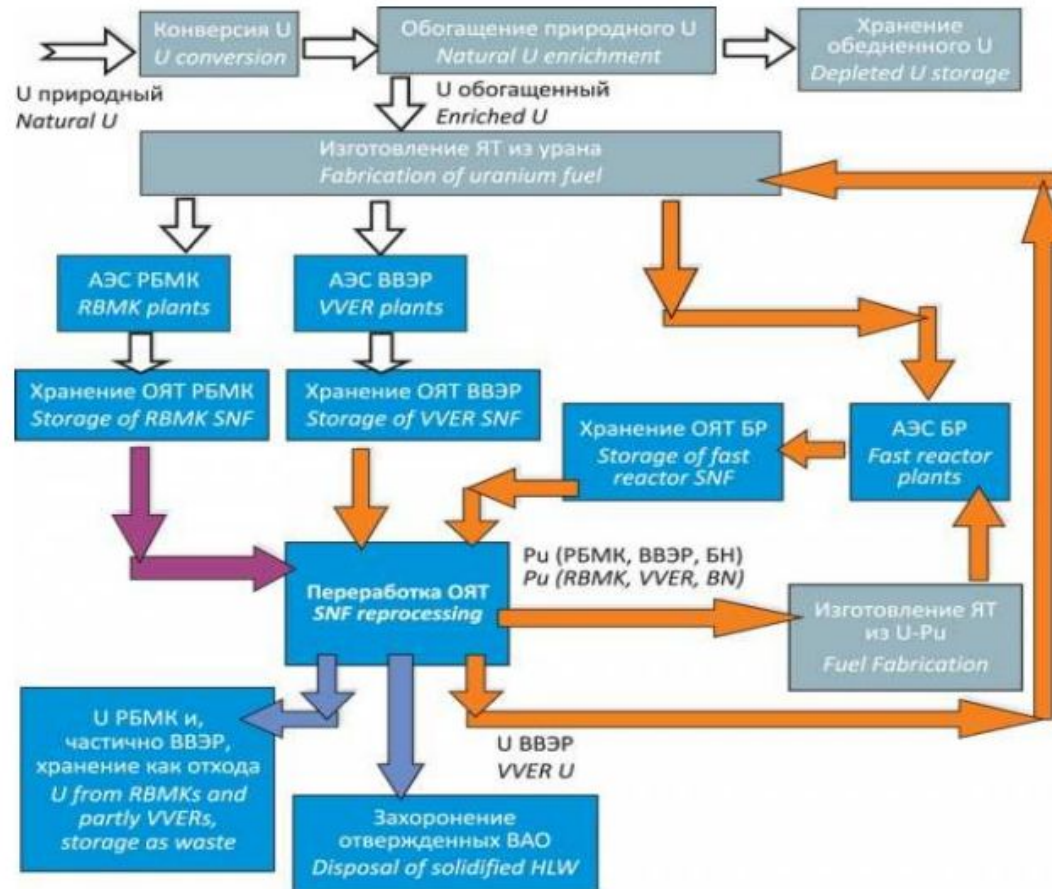 Конверсия U
U conversion
Обогащение природного U
Natural U enrichment
Хранение
обедненного U
Depleted U storage
U природный
Natural U
U обогащенный
Enriched U
Изготовление ЯТ из урана
Fabrication of uranium fuel
АЭС РБМК
RBMK plants
АЭС ВВЭР
VVER plants
Хранение ОЯТ РБМК
Storage of RBMK SNF
Хранение ОЯТ ВВЭР
Storage of VVER SNF
Хранение ОЯТ БР
Storage of fast
reactor SNF
АЭС БР
Fast reactor
plants
Переработка ОЯТ
SNF reprocessing
Pu (РБМК, ВВЭР, БН)
Pu (RBMK, VVER, BN)
Изготовление ЯТ
из U-Pu
Fuel Fabrication
U РБМК и,
частично ВВЭР,
хранение как отхода
U from RBMKs and
partly VVERs,
storage as waste
U ВВЭР
VVER U
Захоронение
отвержденных ВАО
Disposal of solidified HLW